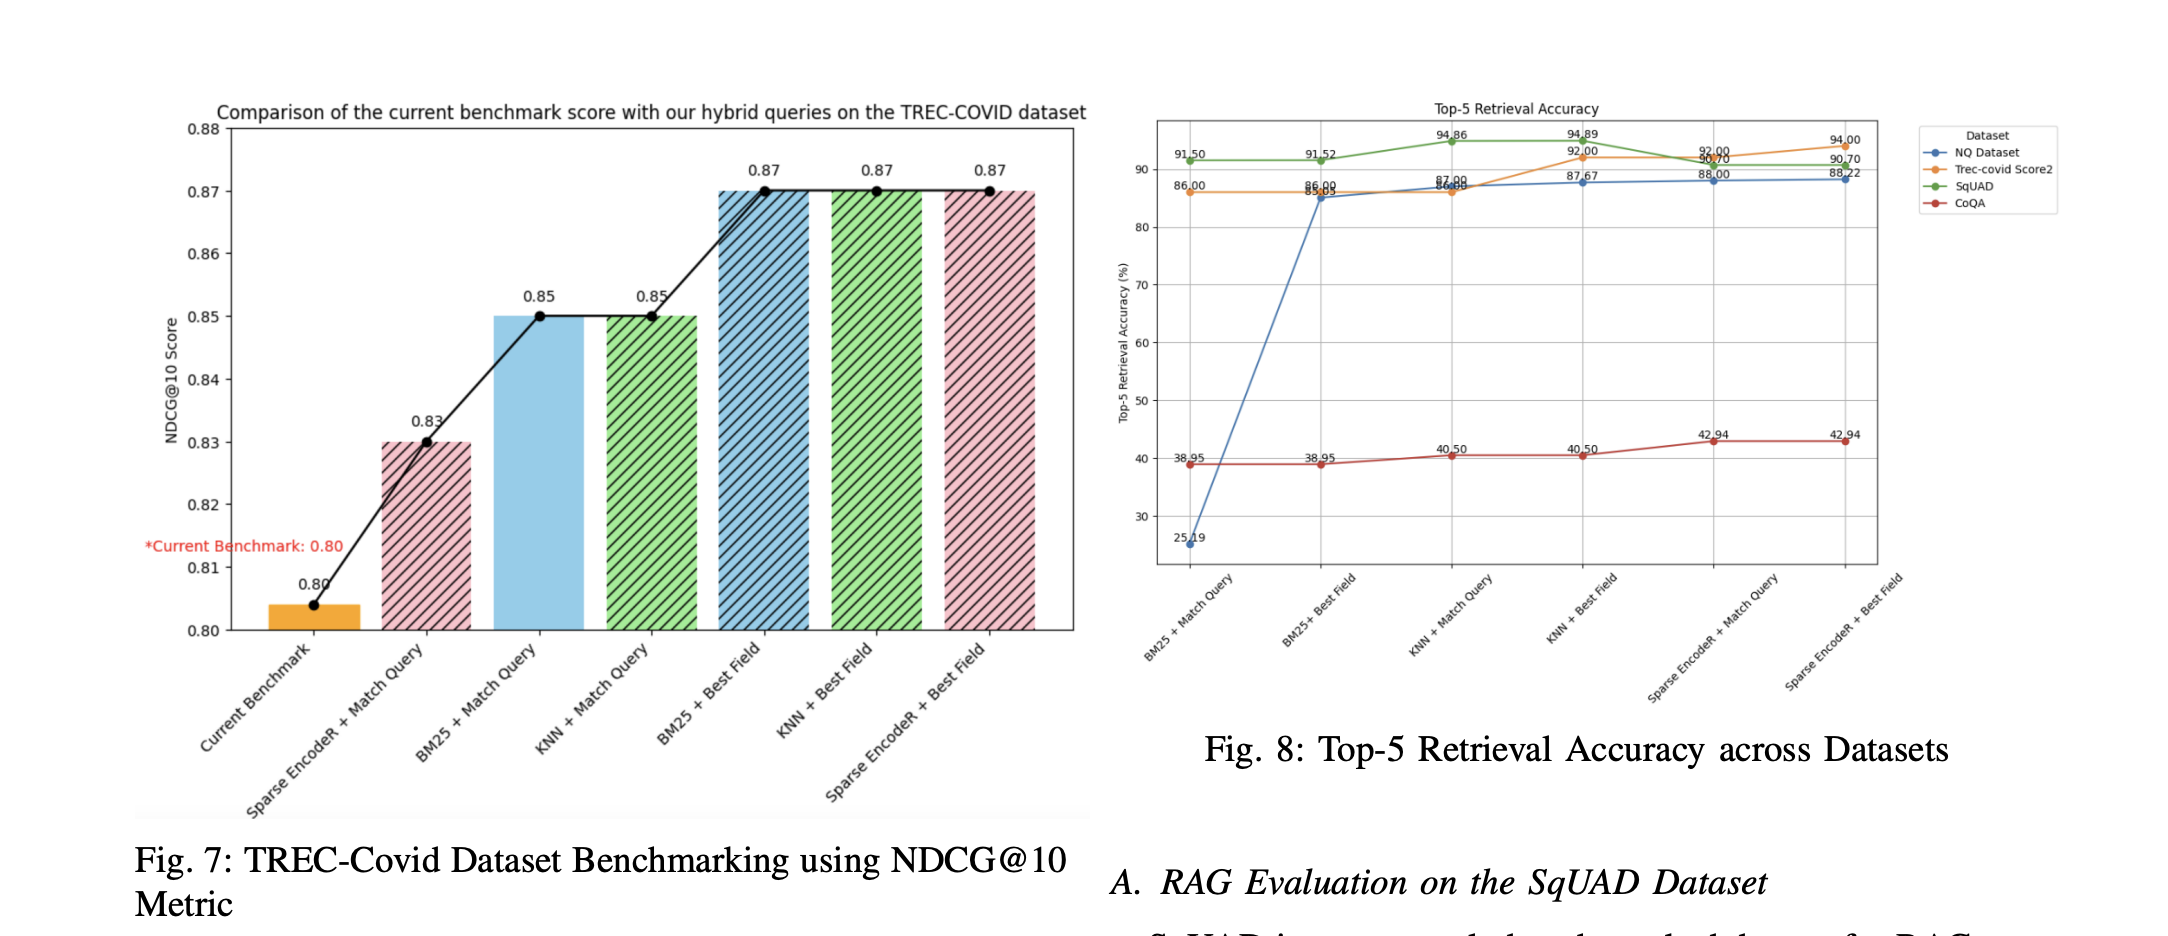 Comparison of the current benchmark score with our hybrid queries on the TREC-COVID dataset
NDCG@10 Score
0.88
0.87
0.86
0.85
0.84
0.83
0.82
0.81
0.80
*Current Benchmark: 0.80
0.80
0.83
0.85
0.85
0.87
0.87
0.87
Current Benchmark
Sparse EncodeR + Match Query
BM25 + Match Query
KNN + Match Query
BM25 + Best Field
KNN + Best Field
Sparse EncodeR + Best Field
Fig. 7: TREC-Covid Dataset Benchmarking using NDCG@10
Metric
Top-5 Retrieval Accuracy
Top-5 Retrieval Accuracy (%)
90
80
70
60
50
40
30
91.50
91.52
94.86
94.89
90.70
90.70
86.00
86.00
86.00
92.00
92.00
94.00
25.19
85.05
87.00
87.67
88.00
88.22
38.95
38.95
40.50
40.50
42.94
42.94
BM25 + Match Query
BM25+ Best Field
KNN + Match Query
KNN + Best Field
Sparse EncodeR + Match Query
Sparse EncodeR + Best Field
Dataset
NQ Dataset
Trec-covid Score2
SqUAD
CoQA
Fig. 8: Top-5 Retrieval Accuracy across Datasets
A. RAG Evaluation on the SqUAD Dataset